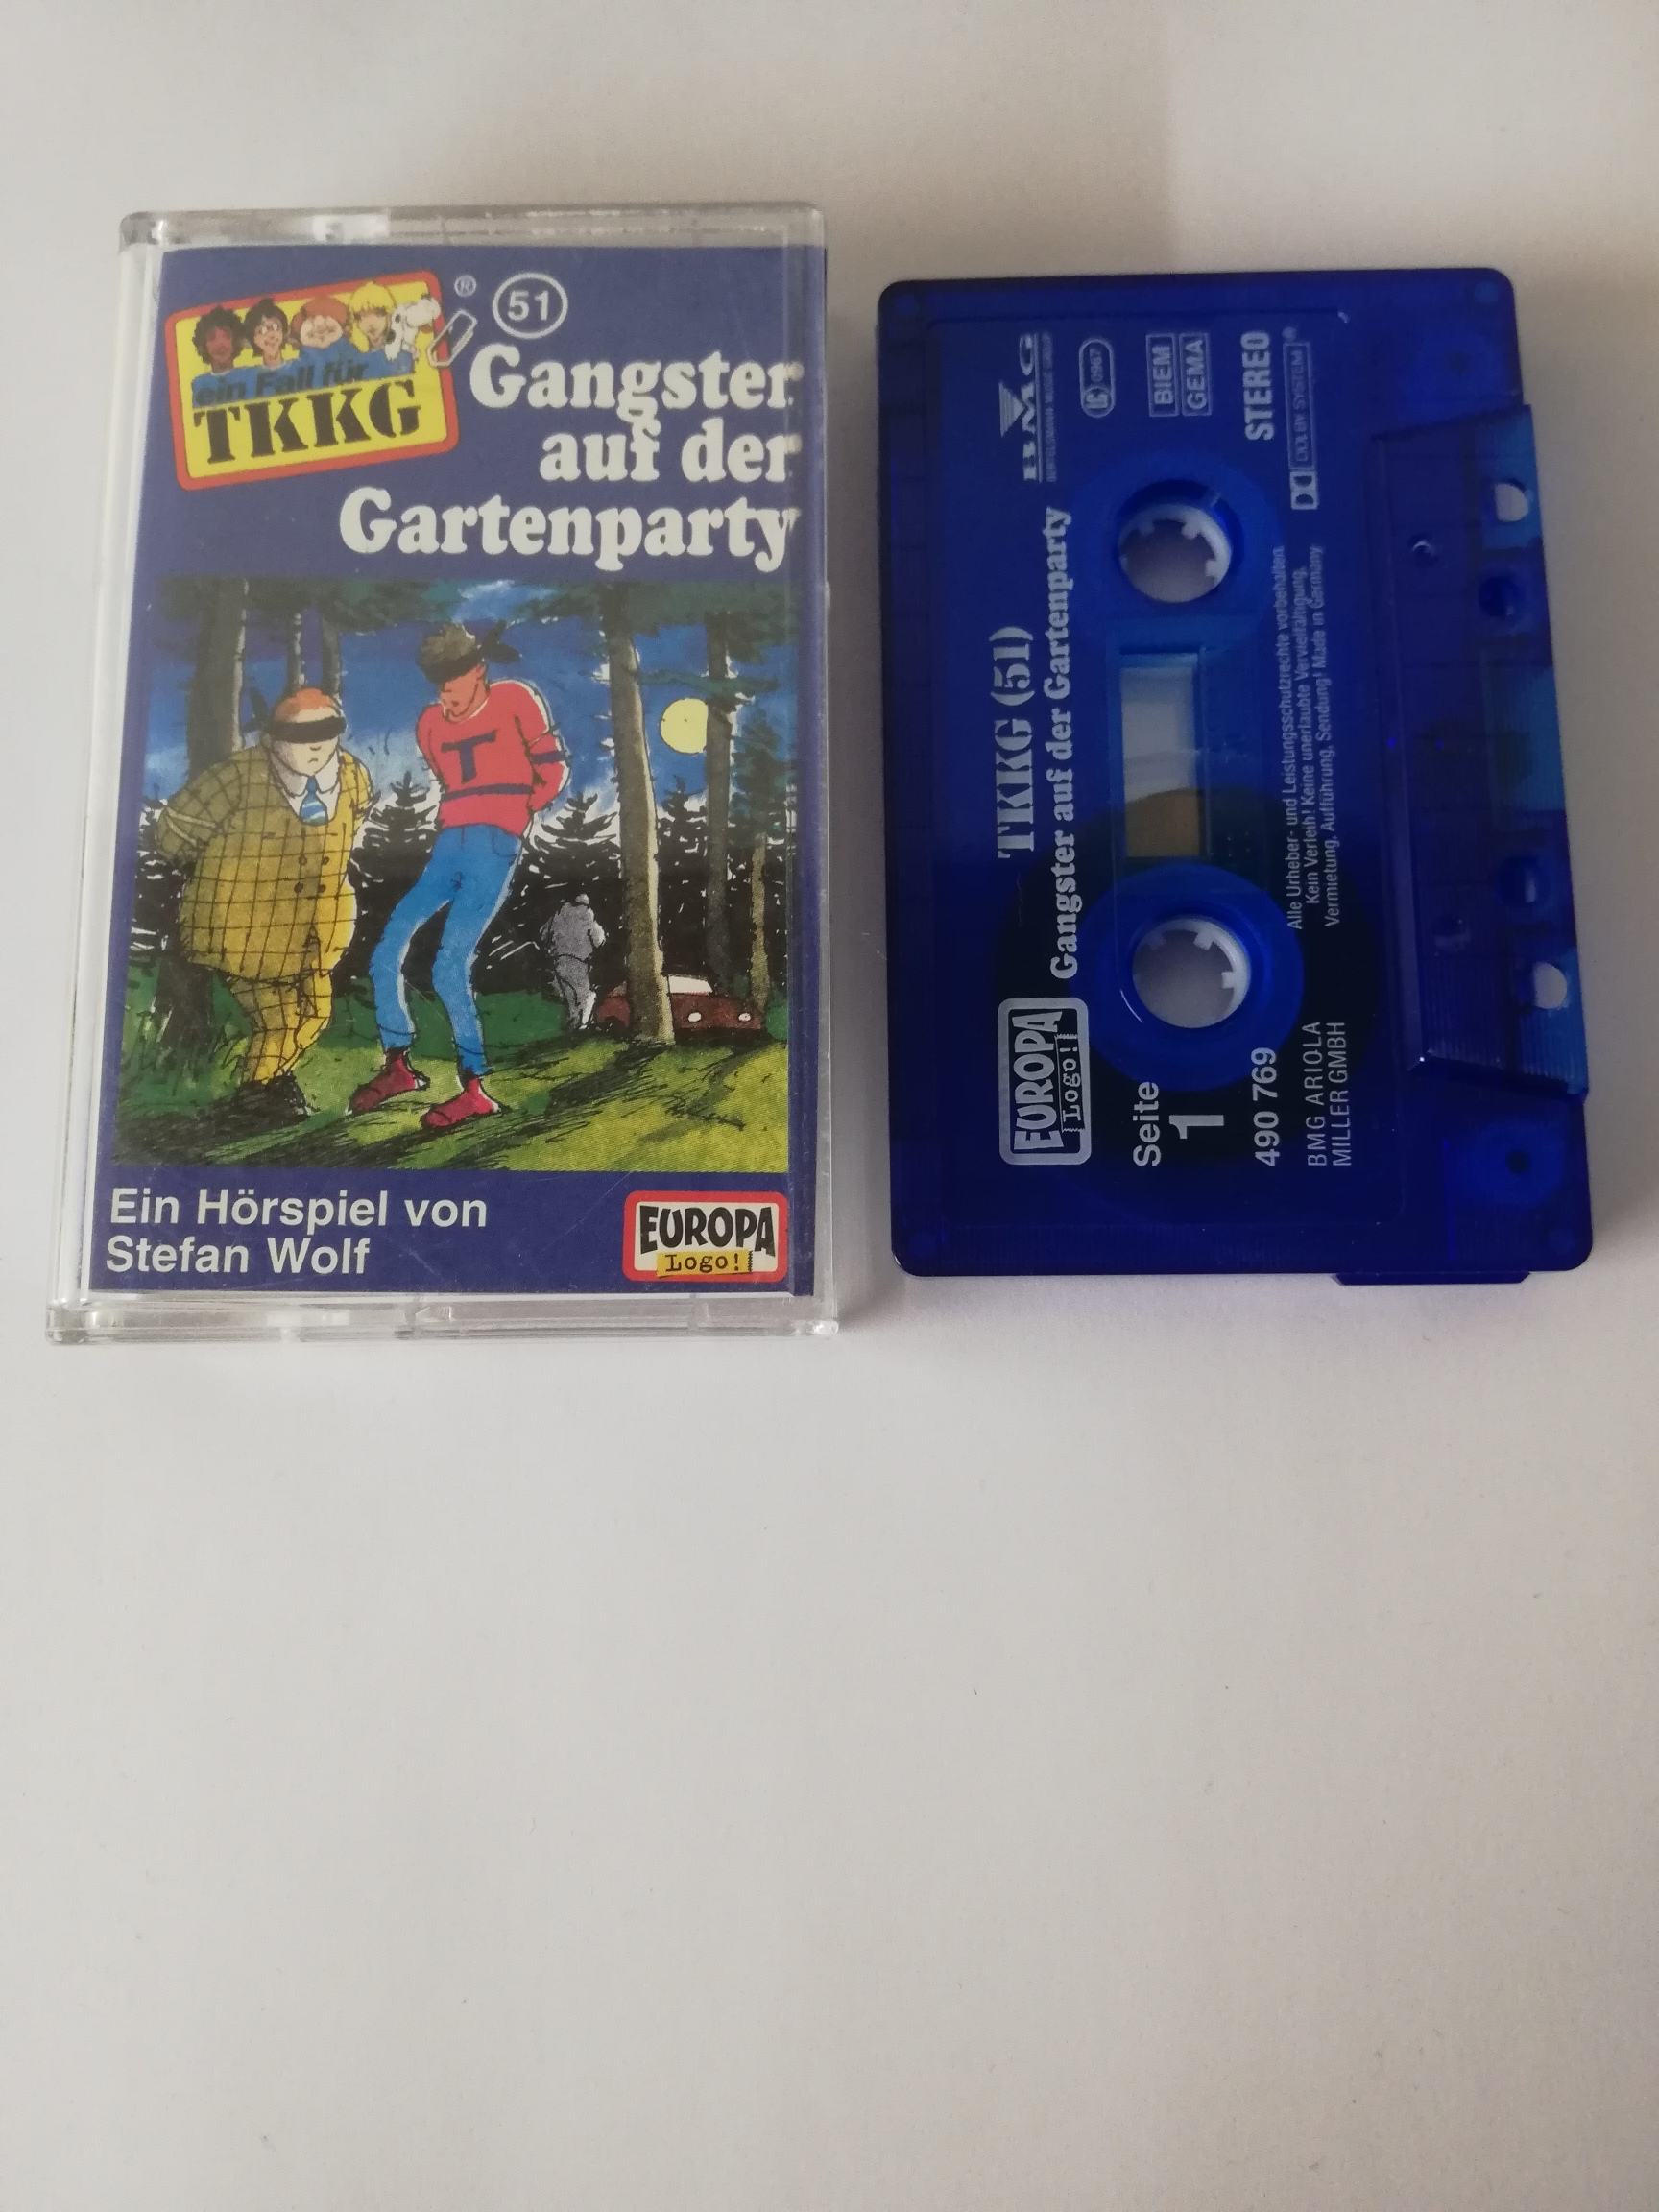 ein Fall für
TKKG
®
51
Gangster
auf der
Gartenparty
T
Ein Hörspiel von
Stefan Wolf
EUROPA
Logo!
TKKG (51)
Gangster auf der Gartenparty
EUROPA
Logo!
BMG
LC 0967
BIEM
GEMA
STEREO
DOLBY SYSTEM®
Seite
1
490 769
BMG ARIOLA
MILLER GMBH
Alle Urheber- und Leistungsschutzrechte vorbehalten.
Kein Verleih! Keine unerlaubte Vervielfältigung,
Vermietung, Aufführung, Sendung! Made in Germany